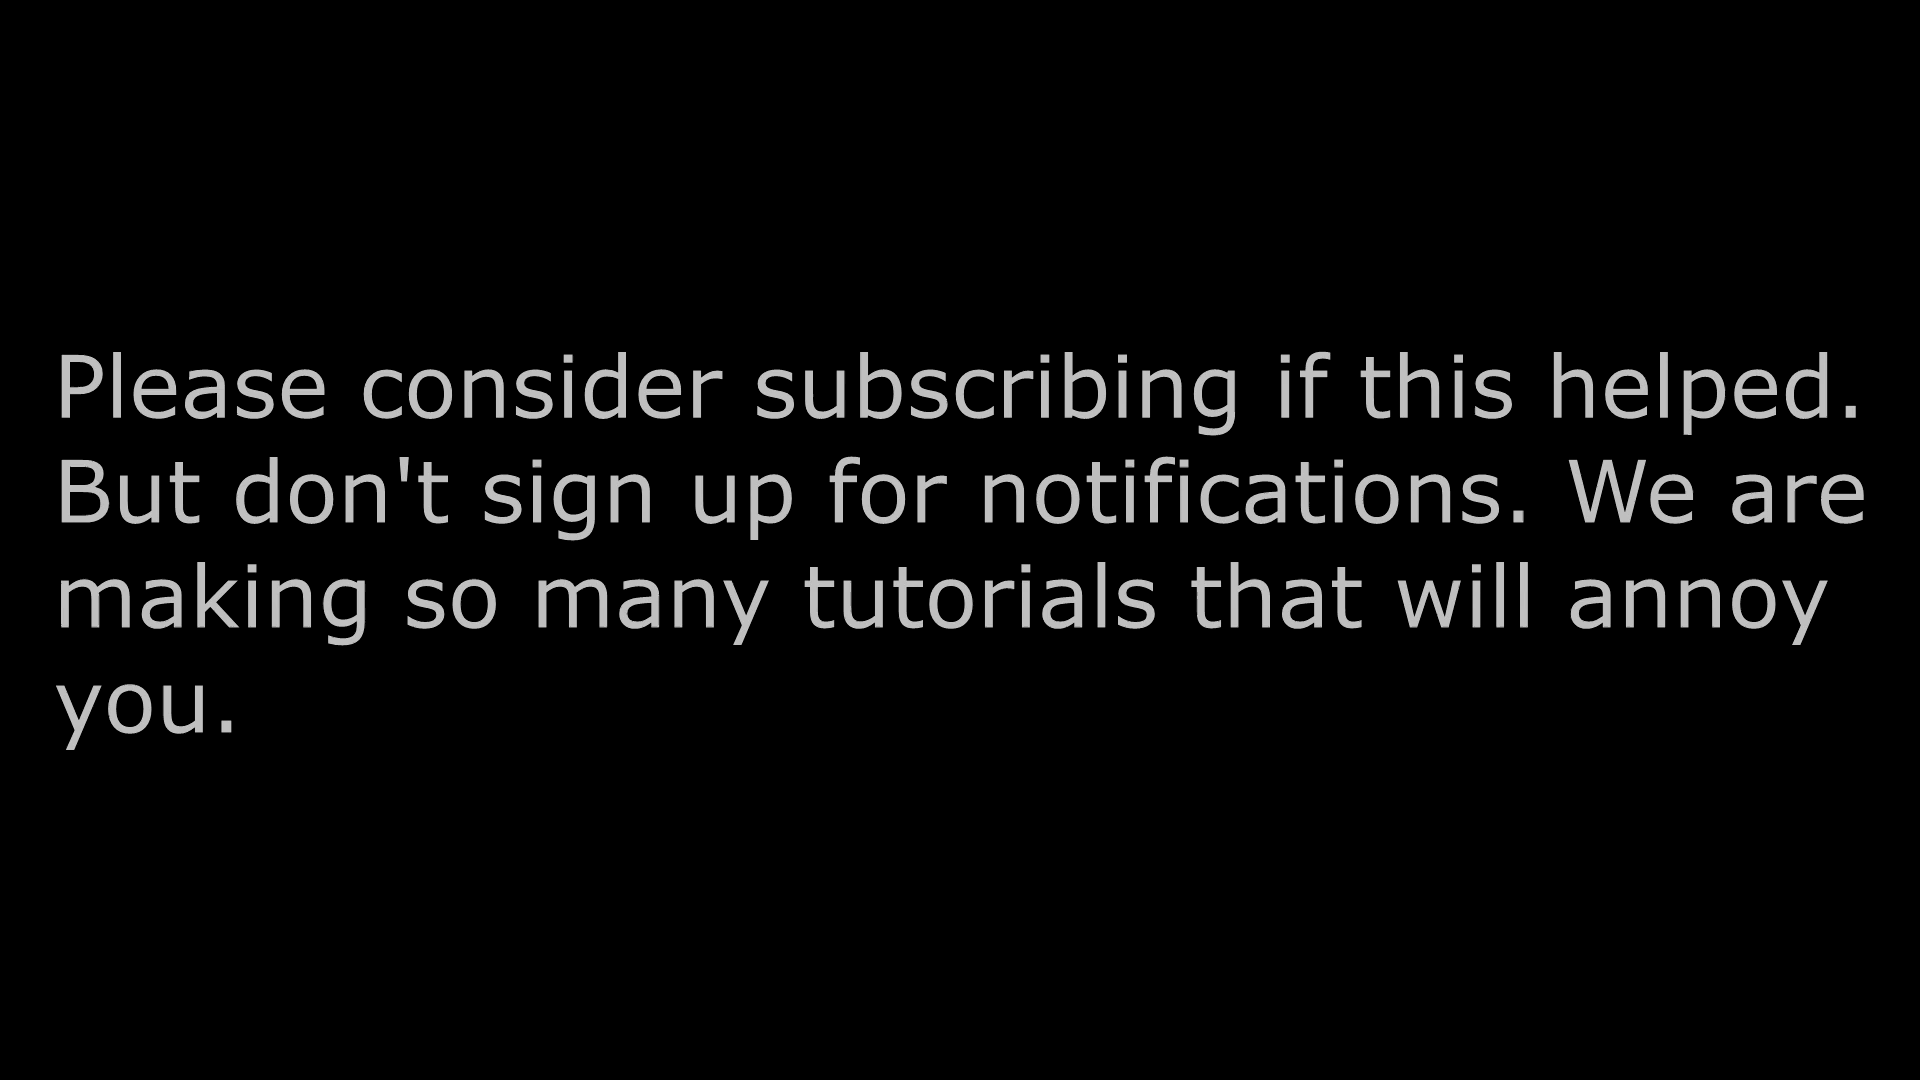 Please consider subscribing if this helped.
But don't sign up for notifications. We are
making so many tutorials that will annoy
you.